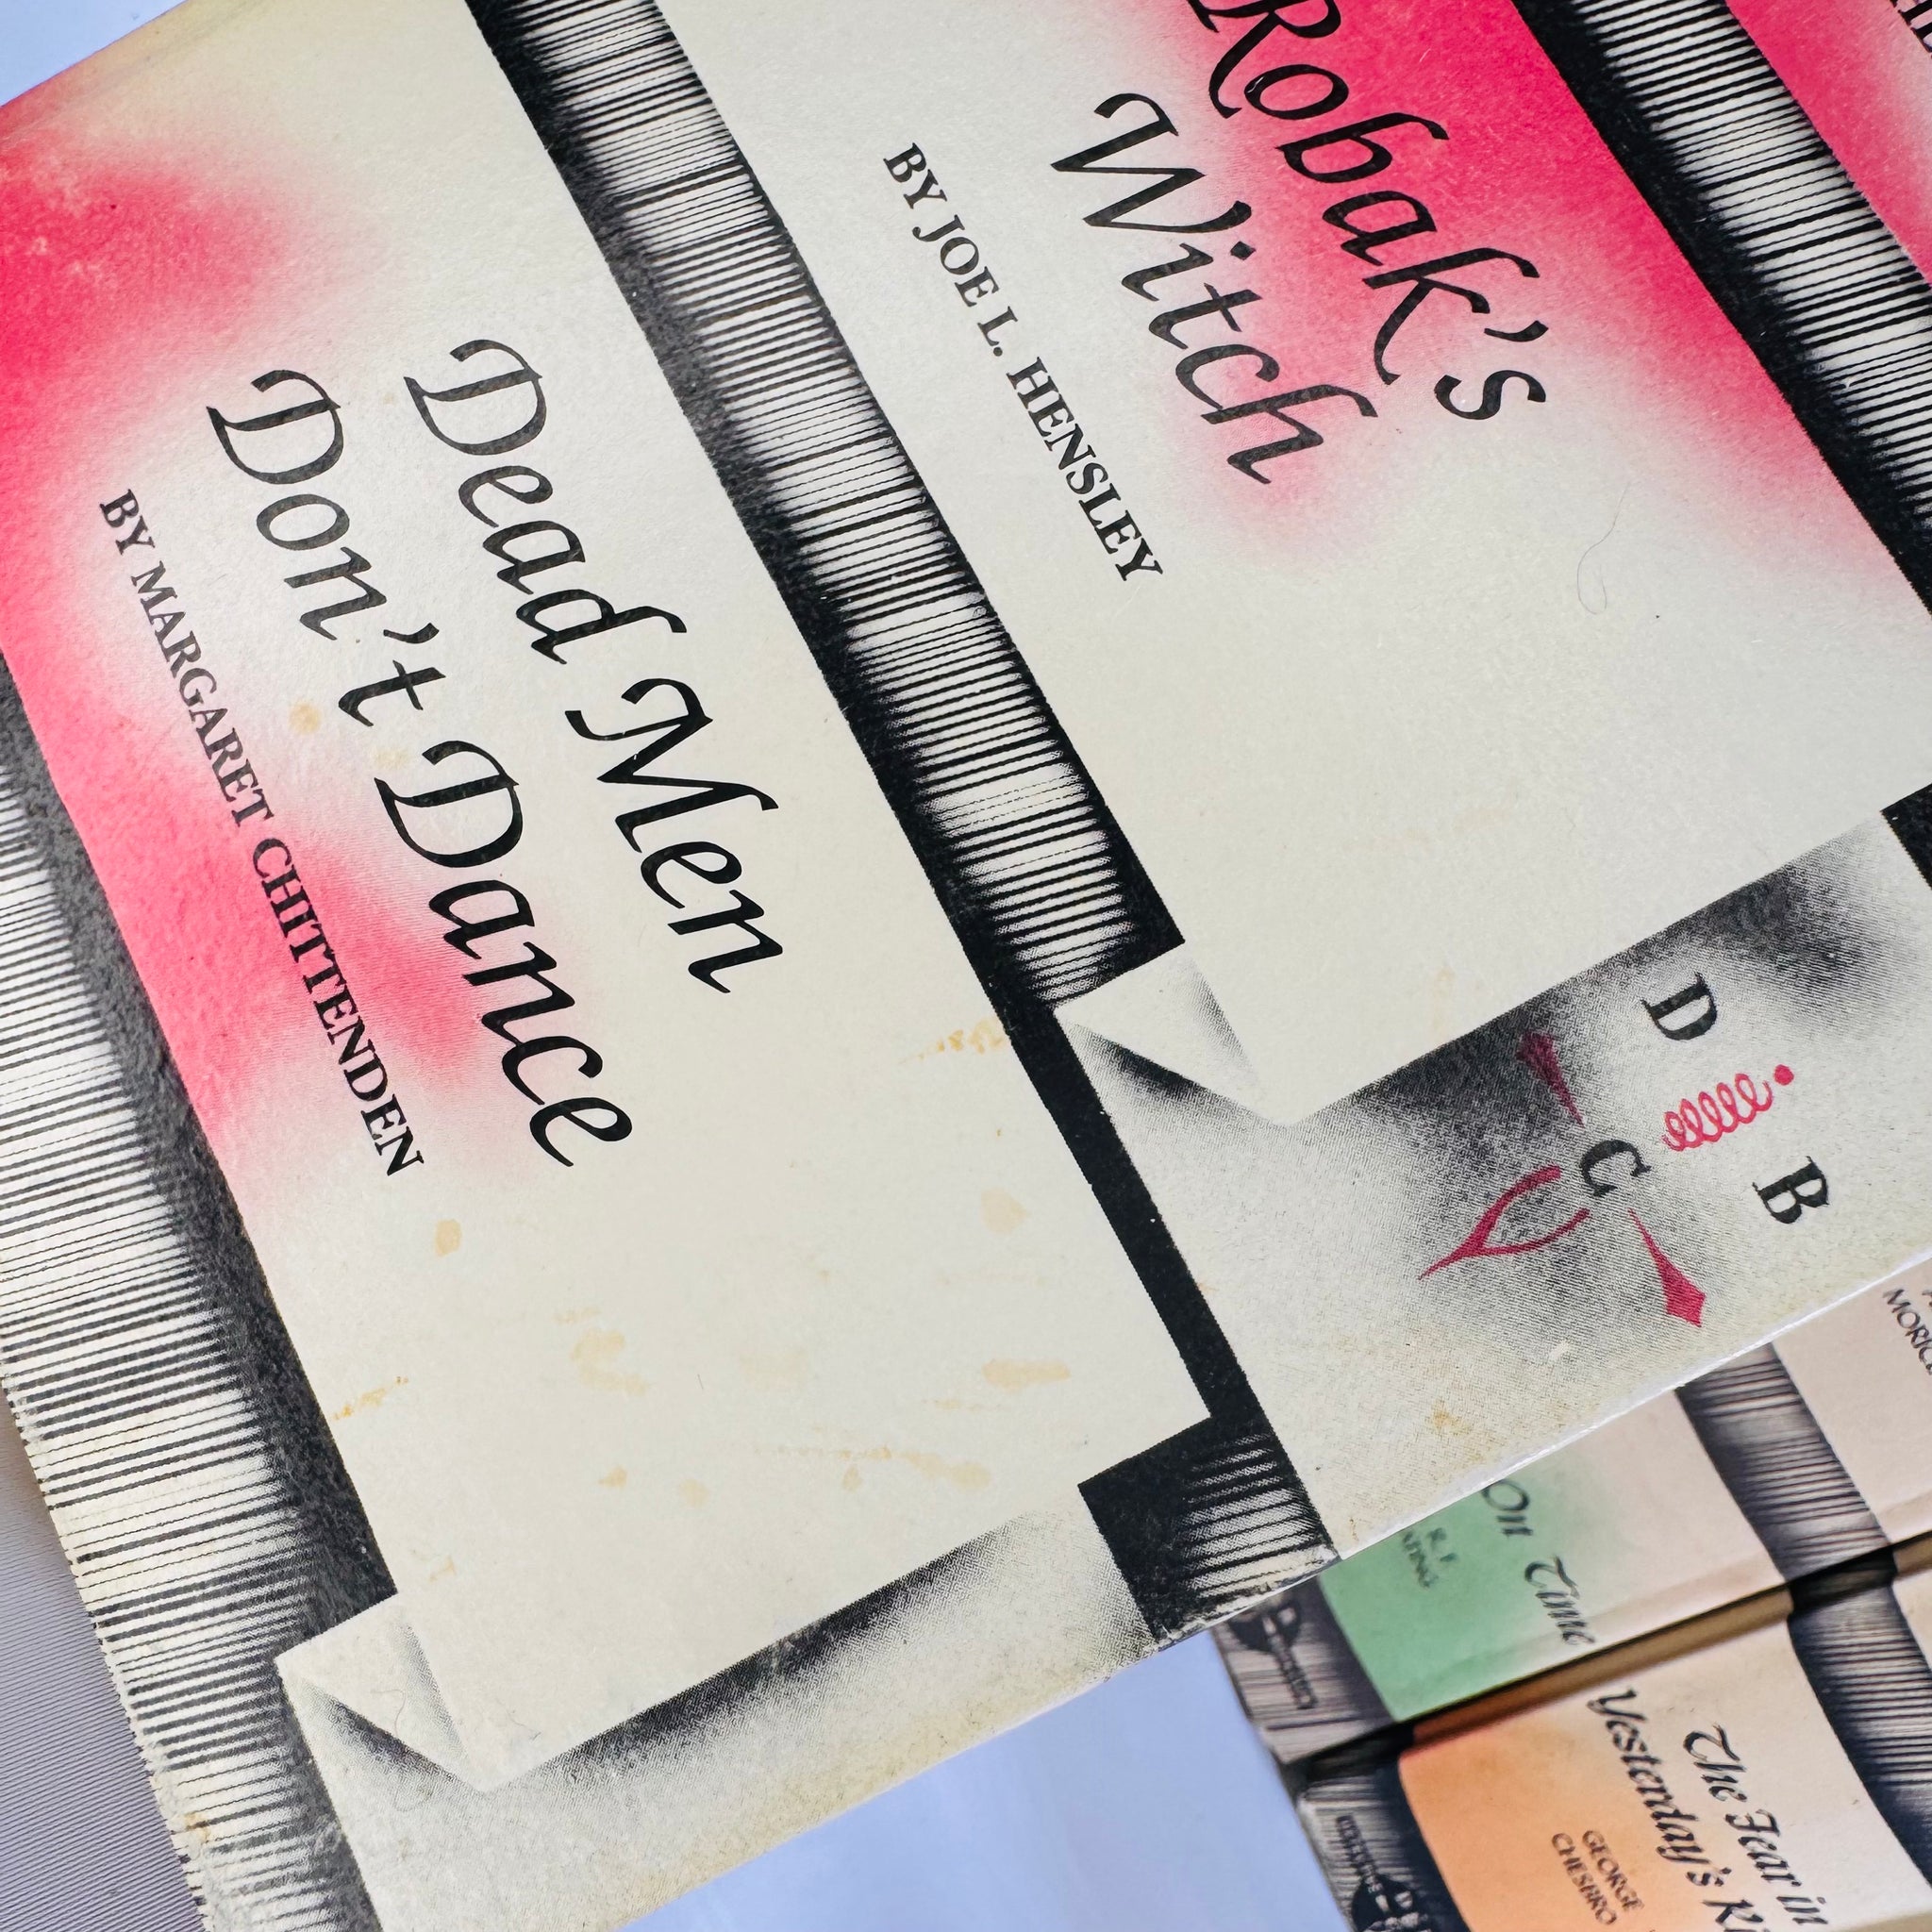 Robak's
Witch
BY JOE L. HENSLEY
Dead Men
Don't Dance
BY MARGARET CHITTENDEN
D B
C
On Time
R. F.
The Fear in
Yesterday's
GEORGE
CHESBRO